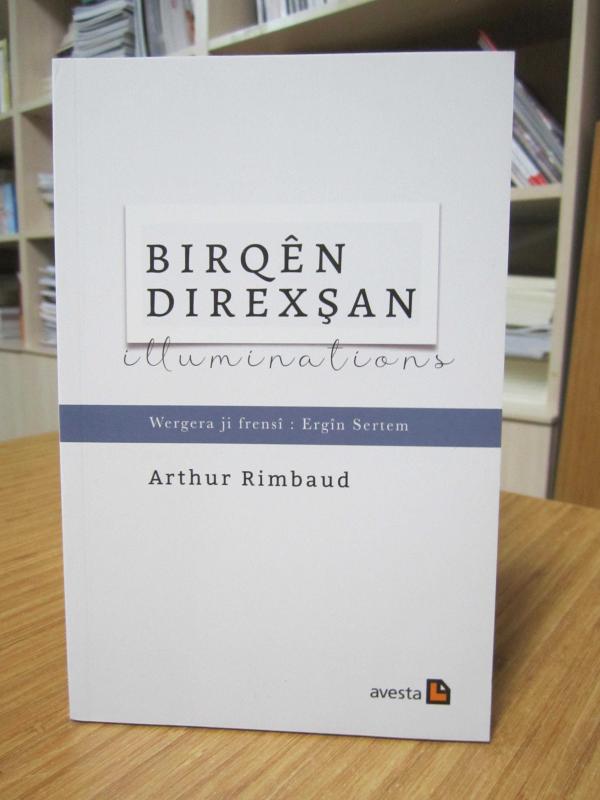 BIRQÊN
DIREXŞAN
illuminations
Wergera ji frensî : Ergîn Sertem
Arthur Rimbaud
avesta